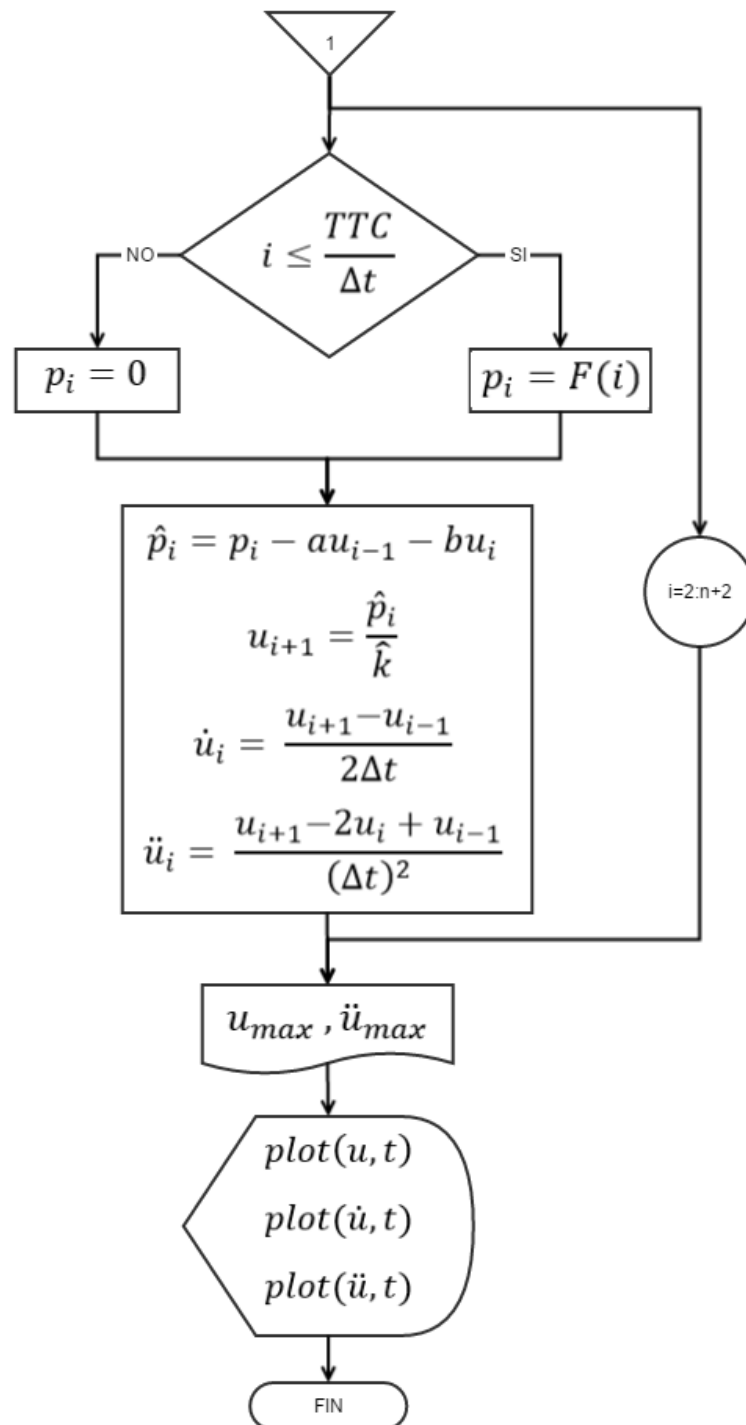 1
i ≤ TTC/Δt
NO
SI
p_i = 0
p_i = F(i)
p̂_i = p_i − au_{i−1} − bu_i
u_{i+1} = p̂_i/k̂
i=2:n+2
u̇_i = (u_{i+1}−u_{i−1})/(2Δt)
ü_i = (u_{i+1}−2u_i + u_{i−1})/(Δt)²
u_max , ü_max
plot(u, t)
plot(u̇, t)
plot(ü, t)
FIN